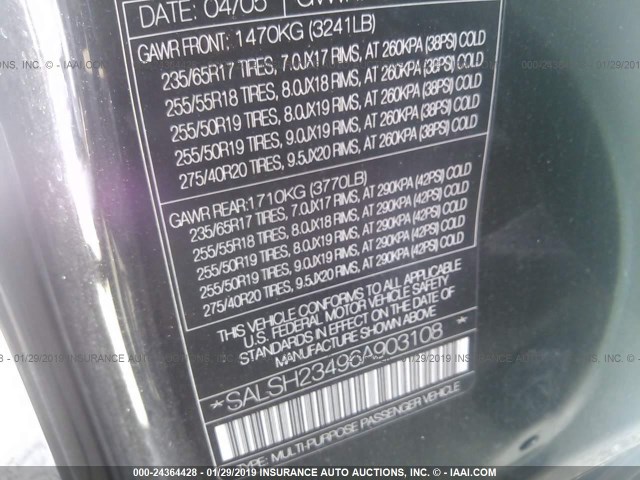 DATE: 04/05
GAWR FRONT: 1470KG (3241LB)
235/65R17 TIRES, 7.0JX17 RIMS, AT 260KPA (38PSI) COLD
255/55R18 TIRES, 8.0JX18 RIMS, AT 260KPA (38PSI) COLD
255/50R19 TIRES, 8.0JX19 RIMS, AT 260KPA (38PSI) COLD
255/50R19 TIRES, 9.0JX19 RIMS, AT 260KPA (38PSI) COLD
275/40R20 TIRES, 9.5JX20 RIMS, AT 260KPA (38PSI) COLD
GAWR REAR: 1710KG (3770LB)
235/65R17 TIRES, 7.0JX17 RIMS, AT 290KPA (42PSI) COLD
255/55R18 TIRES, 8.0JX18 RIMS, AT 290KPA (42PSI) COLD
255/50R19 TIRES, 8.0JX19 RIMS, AT 290KPA (42PSI) COLD
255/50R19 TIRES, 9.0JX19 RIMS, AT 290KPA (42PSI) COLD
275/40R20 TIRES, 9.5JX20 RIMS, AT 290KPA (42PSI) COLD
THIS VEHICLE CONFORMS TO ALL APPLICABLE
U.S. FEDERAL MOTOR VEHICLE SAFETY
STANDARDS IN EFFECT ON THE DATE OF
MANUFACTURE SHOWN ABOVE
*SALSH23496A903108*
TYPE: MULTI-PURPOSE PASSENGER VEHICLE
000-24364428 - 01/29/2019 INSURANCE AUTO AUCTIONS, INC. - © - IAAI.COM